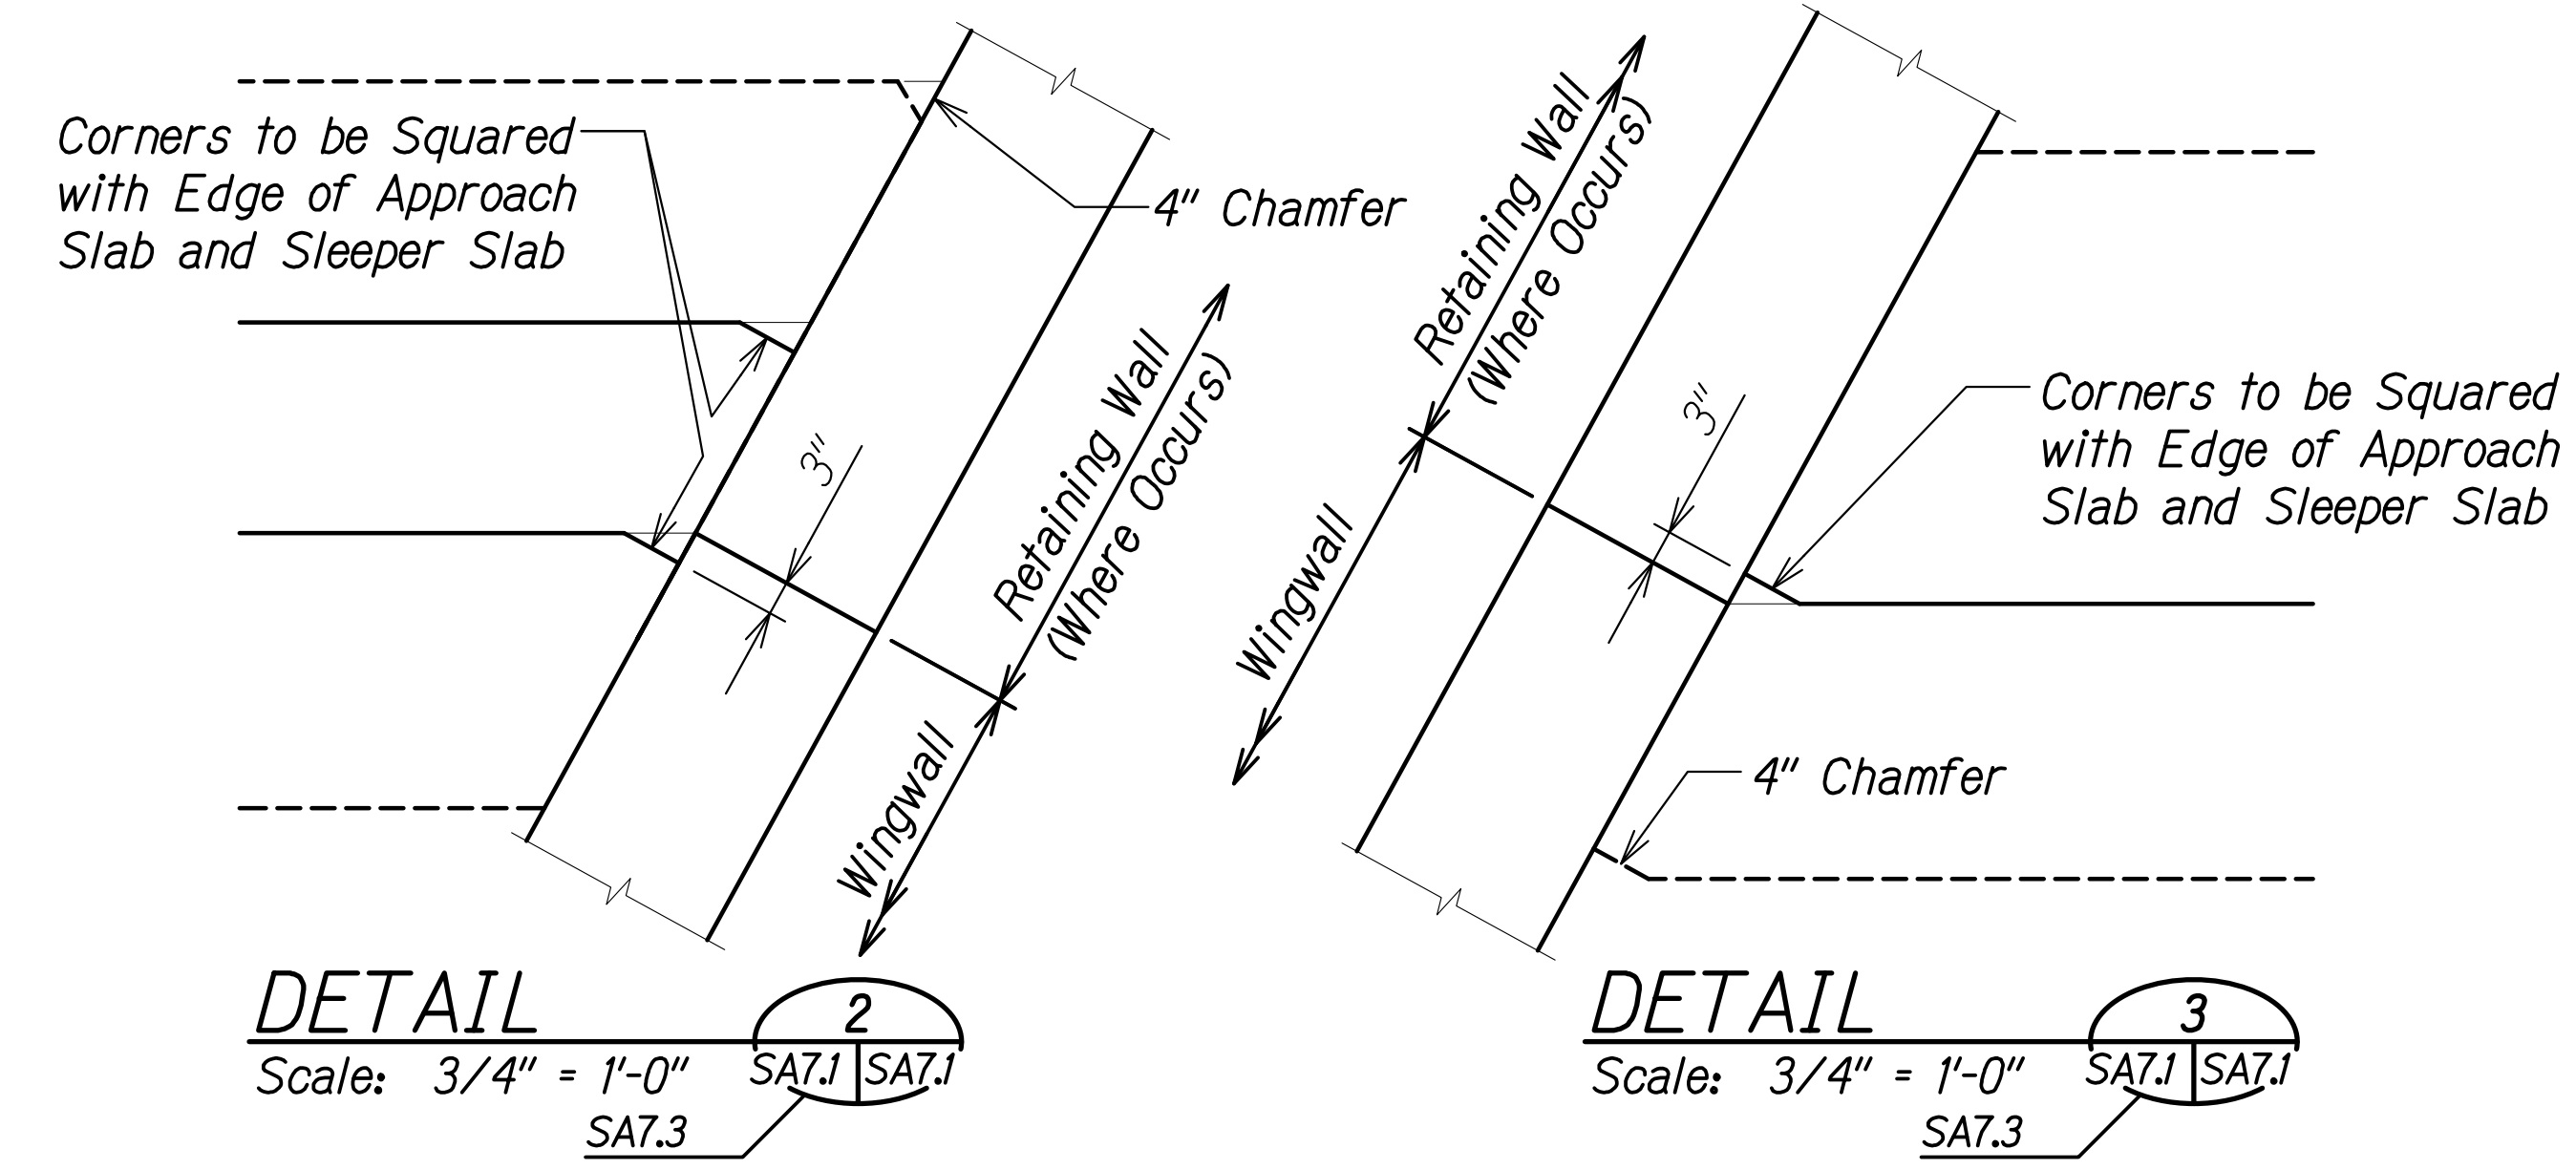 Corners to be Squared
with Edge of Approach
Slab and Sleeper Slab
4" Chamfer
3"
Retaining Wall
(Where Occurs)
Wingwall
DETAIL
2
Scale: 3/4" = 1'-0"
SA7.1
SA7.1
SA7.3
Retaining Wall
(Where Occurs)
Wingwall
3"
Corners to be Squared
with Edge of Approach
Slab and Sleeper Slab
4" Chamfer
DETAIL
3
Scale: 3/4" = 1'-0"
SA7.1
SA7.1
SA7.3